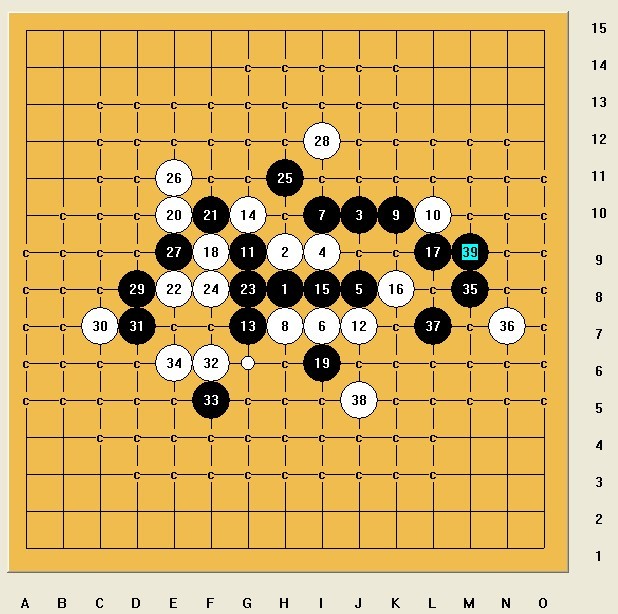 15
c c c c c 14
c c c c c c c c c 13
c c c c c c 28 c c c c c 12
c c 26 c c 25 c c c c c c c 11
c c c 20 21 14 c 7 3 9 10 c c c 10
c c c c 27 18 11 2 4 c c 17 39 c c 9
c c c 29 22 24 23 1 15 5 16 c 35 c c 8
c c 30 31 c c 13 8 6 12 c 37 c 36 c 7
c c c c 34 32 c 19 c c c c c c 6
c c c c c 33 c c c 38 c c c c c 5
c c c c c c c c c c 4
c c c c c c c c c 3
2
1
A B C D E F G H I J K L M N O